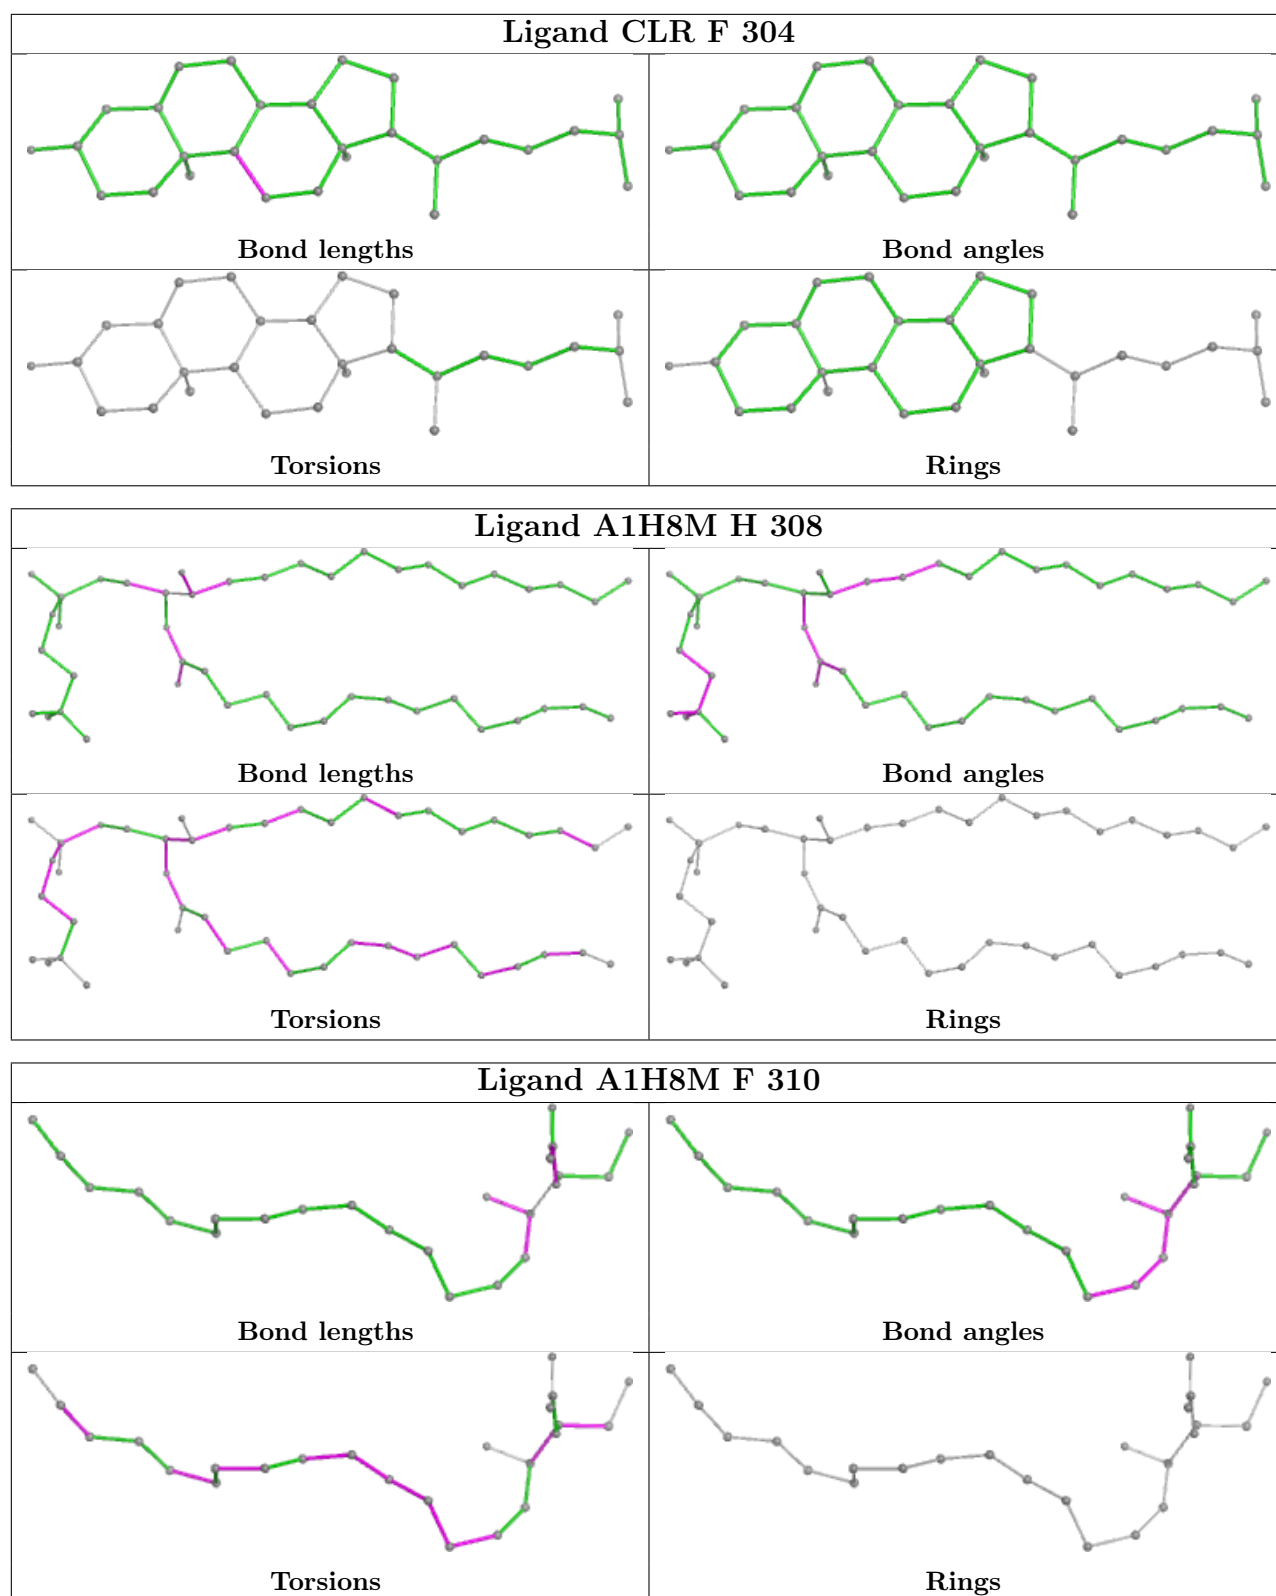 Ligand CLR F 304
Bond lengths
Bond angles
Torsions
Rings
Ligand A1H8M H 308
Bond lengths
Bond angles
Torsions
Rings
Ligand A1H8M F 310
Bond lengths
Bond angles
Torsions
Rings